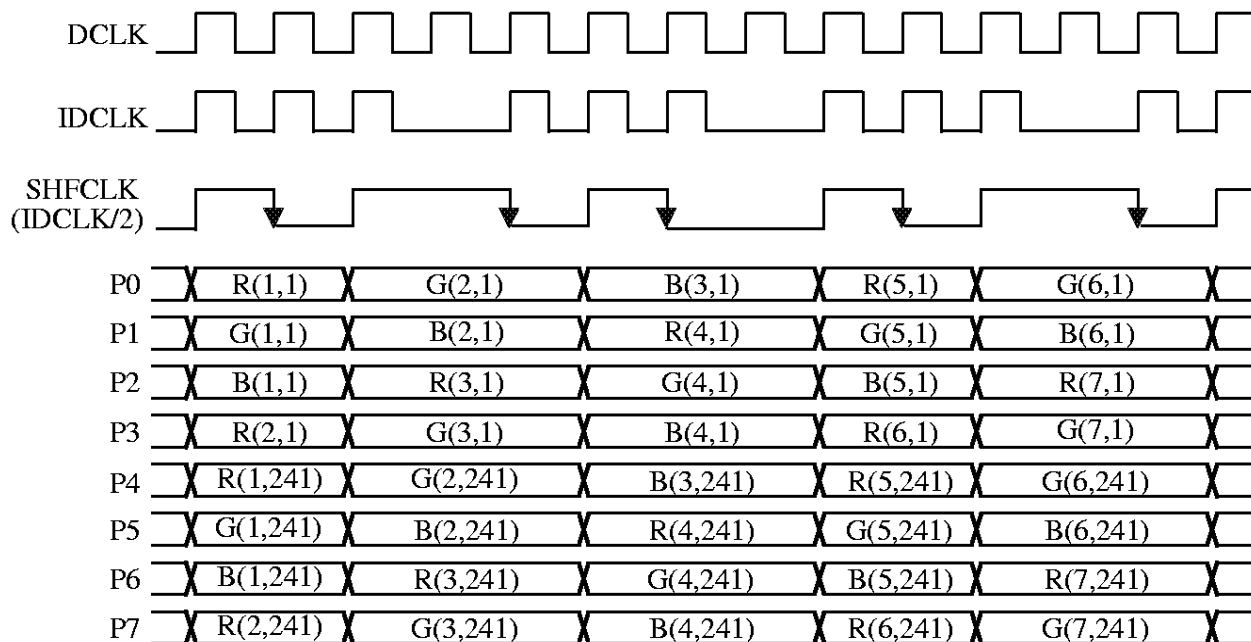 DCLK
IDCLK
SHFCLK
(IDCLK/2)
P0 R(1,1) G(2,1) B(3,1) R(5,1) G(6,1)
P1 G(1,1) B(2,1) R(4,1) G(5,1) B(6,1)
P2 B(1,1) R(3,1) G(4,1) B(5,1) R(7,1)
P3 R(2,1) G(3,1) B(4,1) R(6,1) G(7,1)
P4 R(1,241) G(2,241) B(3,241) R(5,241) G(6,241)
P5 G(1,241) B(2,241) R(4,241) G(5,241) B(6,241)
P6 B(1,241) R(3,241) G(4,241) B(5,241) R(7,241)
P7 R(2,241) G(3,241) B(4,241) R(6,241) G(7,241)